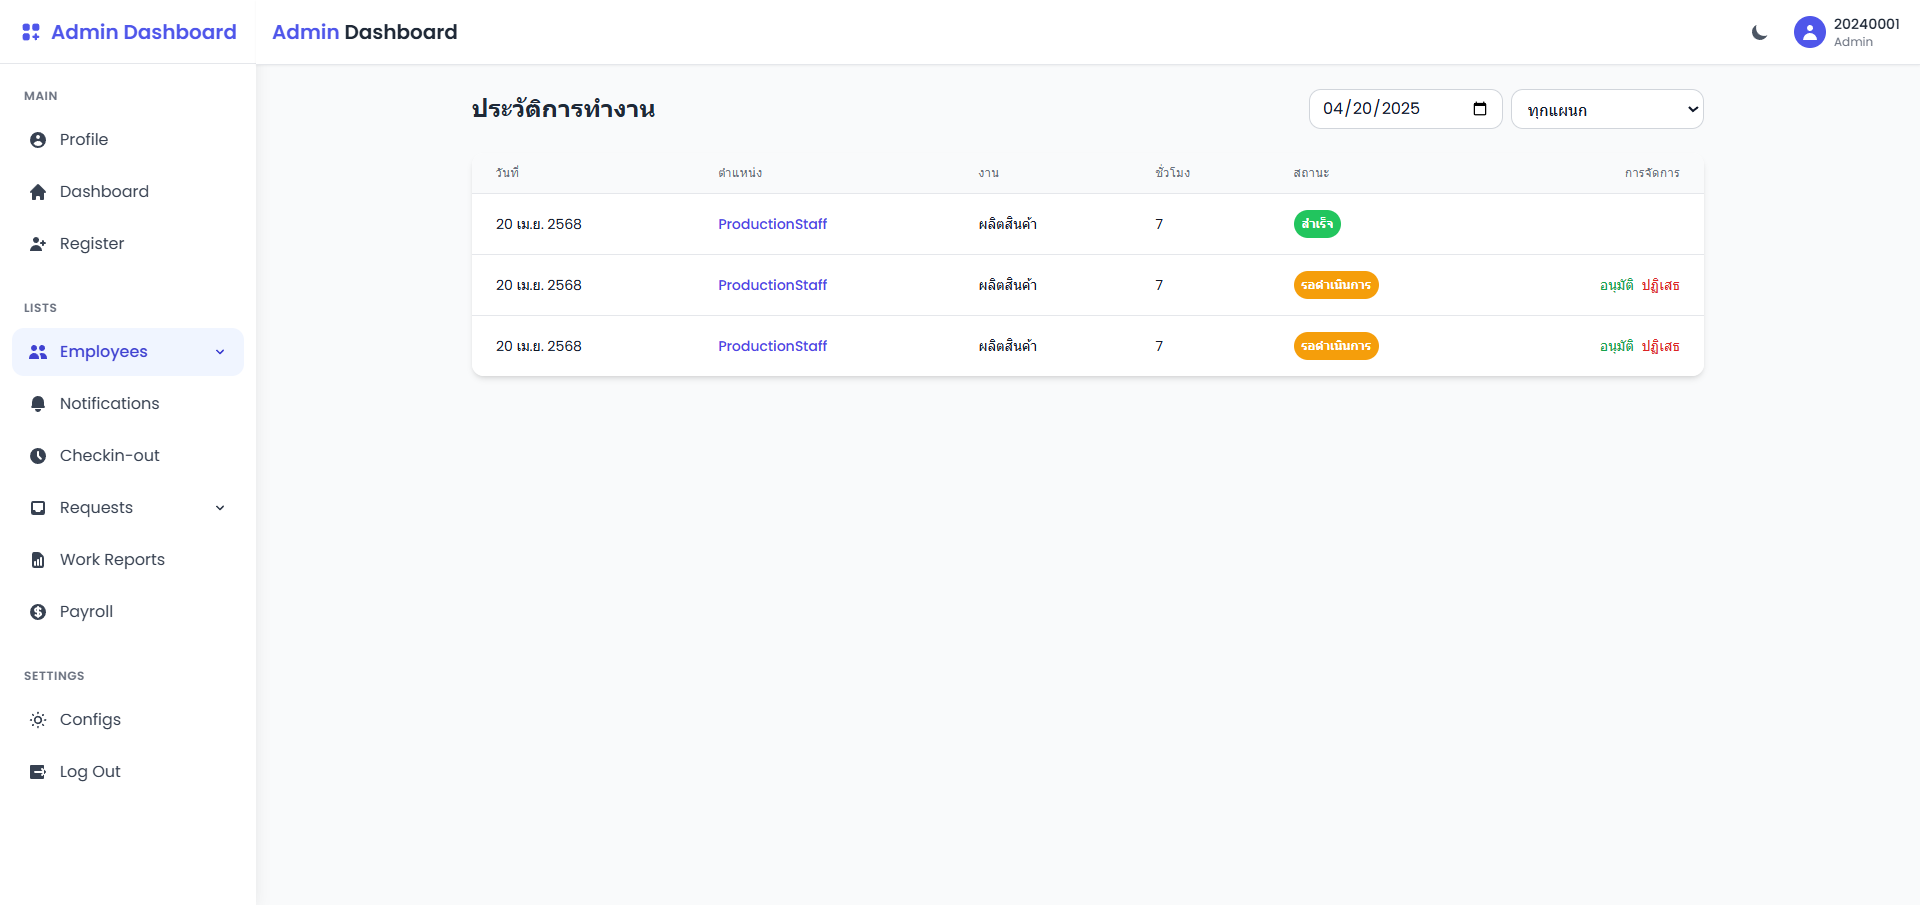 Admin Dashboard
Admin Dashboard
20240001
Admin
MAIN
Profile
Dashboard
Register
LISTS
Employees
Notifications
Checkin-out
Requests
Work Reports
Payroll
SETTINGS
Configs
Log Out
ประวัติการทำงาน
04/20/2025
ทุกแผนก
วันที่ ตำแหน่ง งาน ชั่วโมง สถานะ การจัดการ
20 เม.ย. 2568 ProductionStaff ผลิตสินค้า 7 สำเร็จ
20 เม.ย. 2568 ProductionStaff ผลิตสินค้า 7 รอดำเนินการ อนุมัติ ปฏิเสธ
20 เม.ย. 2568 ProductionStaff ผลิตสินค้า 7 รอดำเนินการ อนุมัติ ปฏิเสธ